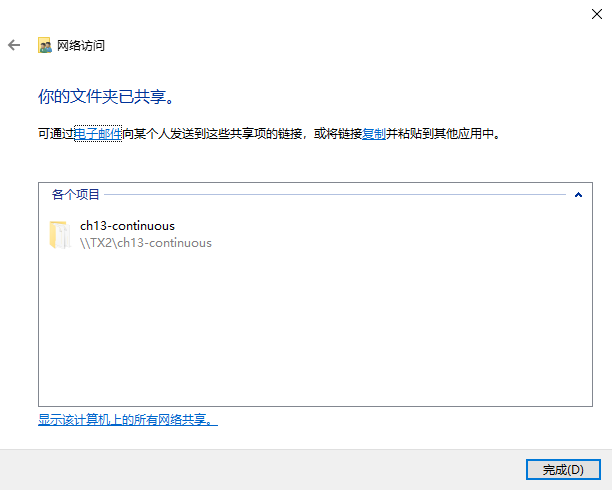 网络访问
你的文件夹已共享。
可通过电子邮件向某个人发送到这些共享项的链接，或将链接复制并粘贴到其他应用中。
各个项目
ch13-continuous
\\TX2\ch13-continuous
显示该计算机上的所有网络共享。
完成(D)